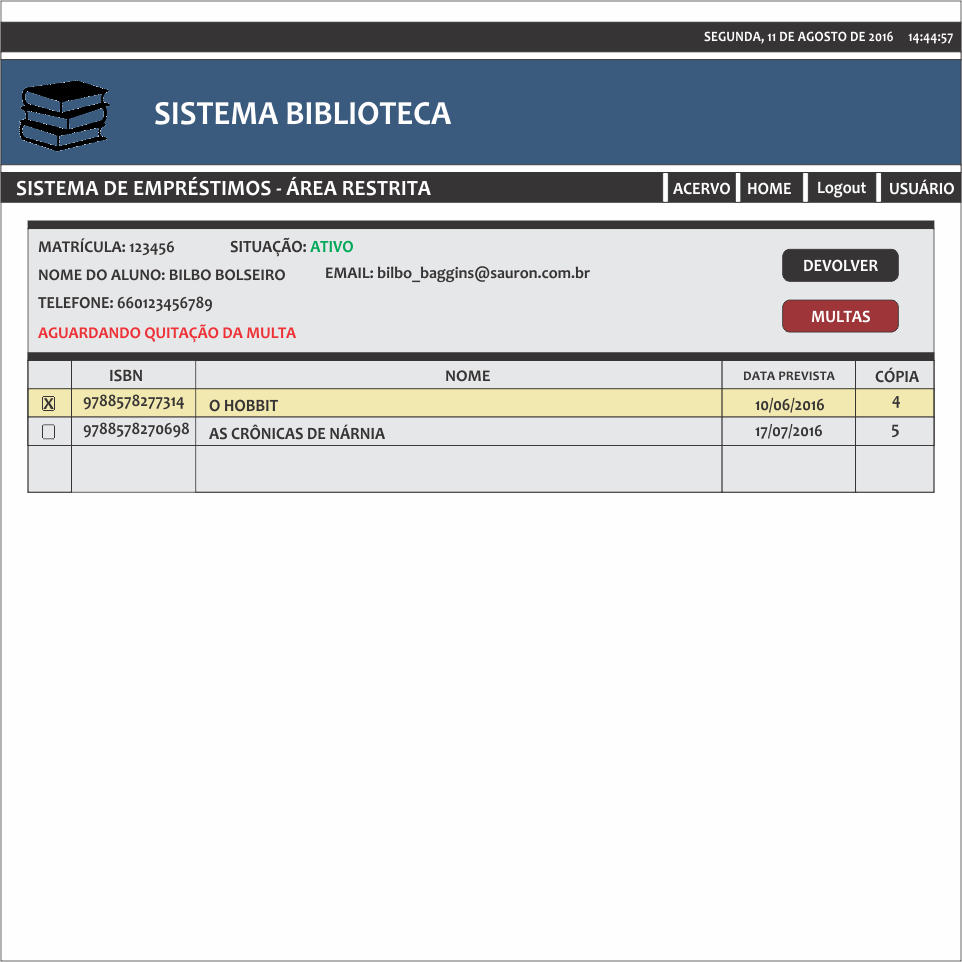 SEGUNDA, 11 DE AGOSTO DE 2016 14:44:57
SISTEMA BIBLIOTECA
SISTEMA DE EMPRÉSTIMOS - ÁREA RESTRITA ACERVO HOME Logout USUÁRIO
MATRÍCULA: 123456 SITUAÇÃO: ATIVO
NOME DO ALUNO: BILBO BOLSEIRO EMAIL: bilbo_baggins@sauron.com.br
DEVOLVER
TELEFONE: 660123456789
MULTAS
AGUARDANDO QUITAÇÃO DA MULTA
ISBN NOME DATA PREVISTA CÓPIA
X 9788578277314 O HOBBIT 10/06/2016 4
9788578270698 AS CRÔNICAS DE NÁRNIA 17/07/2016 5